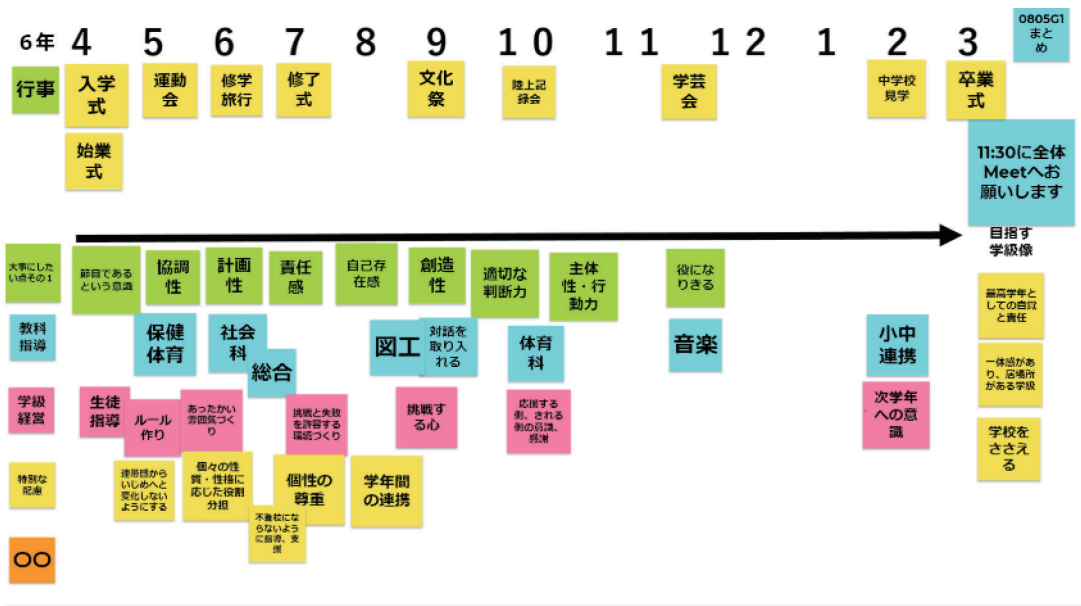 6年 4 5 6 7 8 9 10 11 12 1 2 3
0805G1
まと
め
行事
入学
式
運動
会
修学
旅行
修了
式
文化
祭
陸上記
録会
学芸
会
中学校
見学
卒業
式
始業
式
11:30に全体
Meetへお
願いします
目指す
学級像
大事にした
い点その1
節目である
という意識
協調
性
計画
性
責任
感
自己存
在感
創造
性
適切な
判断力
主体
性・行
動力
役にな
りきる
最高学年と
しての自覚
と責任
教科
指導
保健
体育
社会
科
総合
図工
対話を
取り入
れる
体育
科
音楽
小中
連携
一体感があ
り、居場所
がある学級
学級
経営
生徒
指導
ルール
作り
あったかい
雰囲気づく
り
挑戦と失敗
を許容する
環境づくり
挑戦す
る心
応援する
側、される
側の意識、
感謝
次学年
への意
識
学校を
ささえ
る
特別な
配慮
連帯感から
いじめへと
変化しない
ようにする
個々の性
質・性格に
応じた役割
分担
不登校にな
らないよう
に指導、支
援
個性の
尊重
学年間
の連携
〇〇